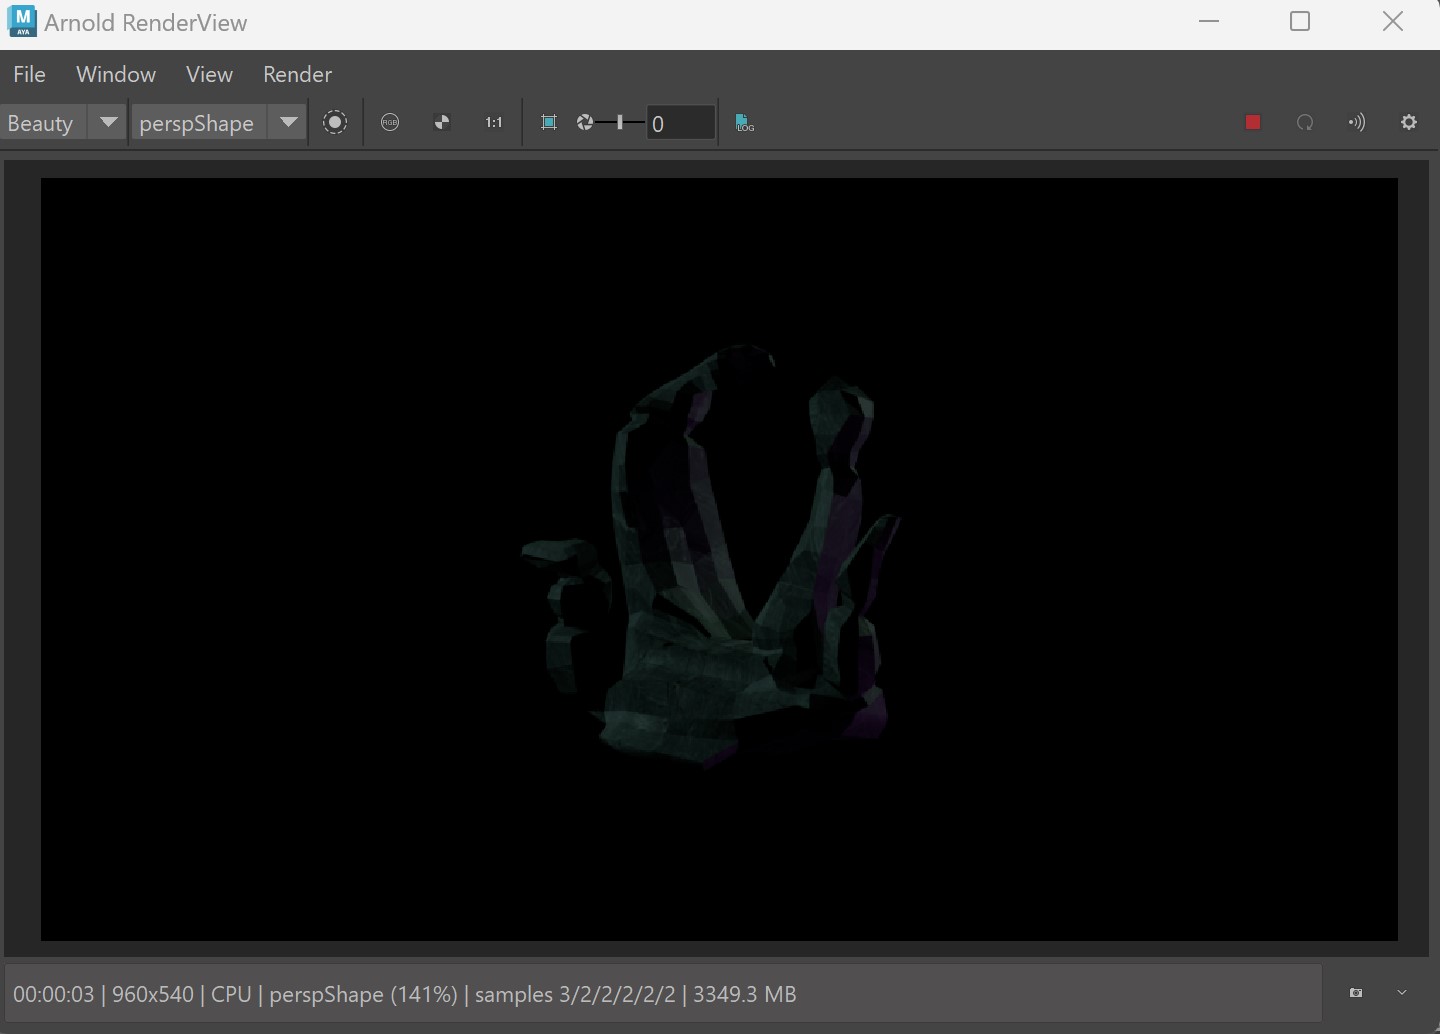 M
AYA
Arnold RenderView
File Window View Render
Beauty perspShape RGB 1:1 0 LOG
00:00:03 | 960x540 | CPU | perspShape (141%) | samples 3/2/2/2/2/2 | 3349.3 MB